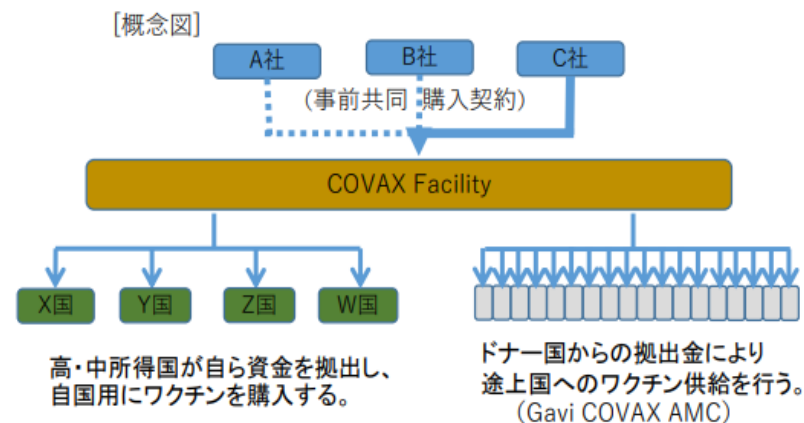 [概念図]
A社
B社
C社
(事前共同 購入契約)
COVAX Facility
X国
Y国
Z国
W国
高・中所得国が自ら資金を拠出し、
自国用にワクチンを購入する。
ドナー国からの拠出金により
途上国へのワクチン供給を行う。
(Gavi COVAX AMC)